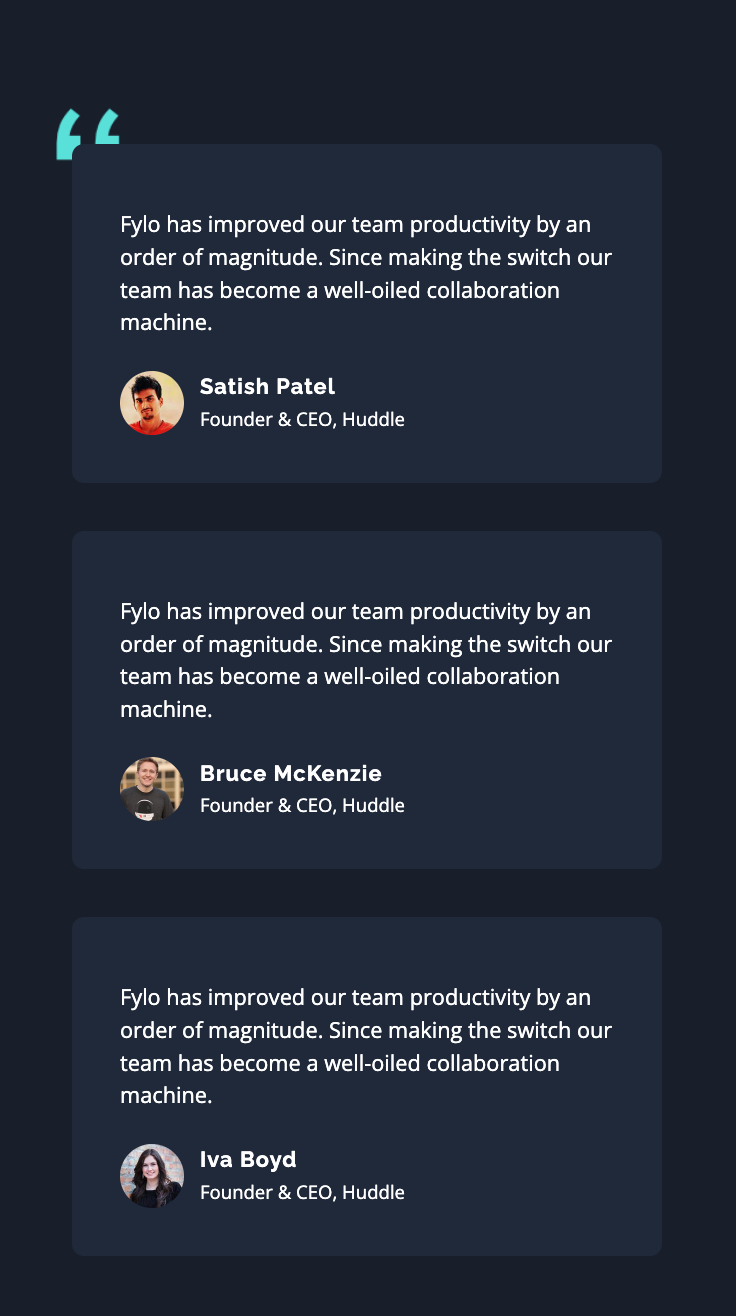 Fylo has improved our team productivity by an
order of magnitude. Since making the switch our
team has become a well-oiled collaboration
machine.
Satish Patel
Founder & CEO, Huddle
Fylo has improved our team productivity by an
order of magnitude. Since making the switch our
team has become a well-oiled collaboration
machine.
Bruce McKenzie
Founder & CEO, Huddle
Fylo has improved our team productivity by an
order of magnitude. Since making the switch our
team has become a well-oiled collaboration
machine.
Iva Boyd
Founder & CEO, Huddle